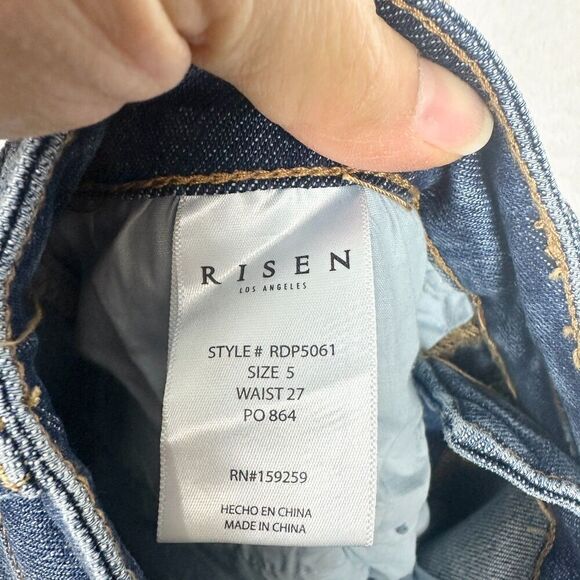 RISEN
LOS ANGELES
STYLE# RDP5061
SIZE 5
WAIST 27
PO 864
RN#159259
HECHO EN CHINA
MADE IN CHINA